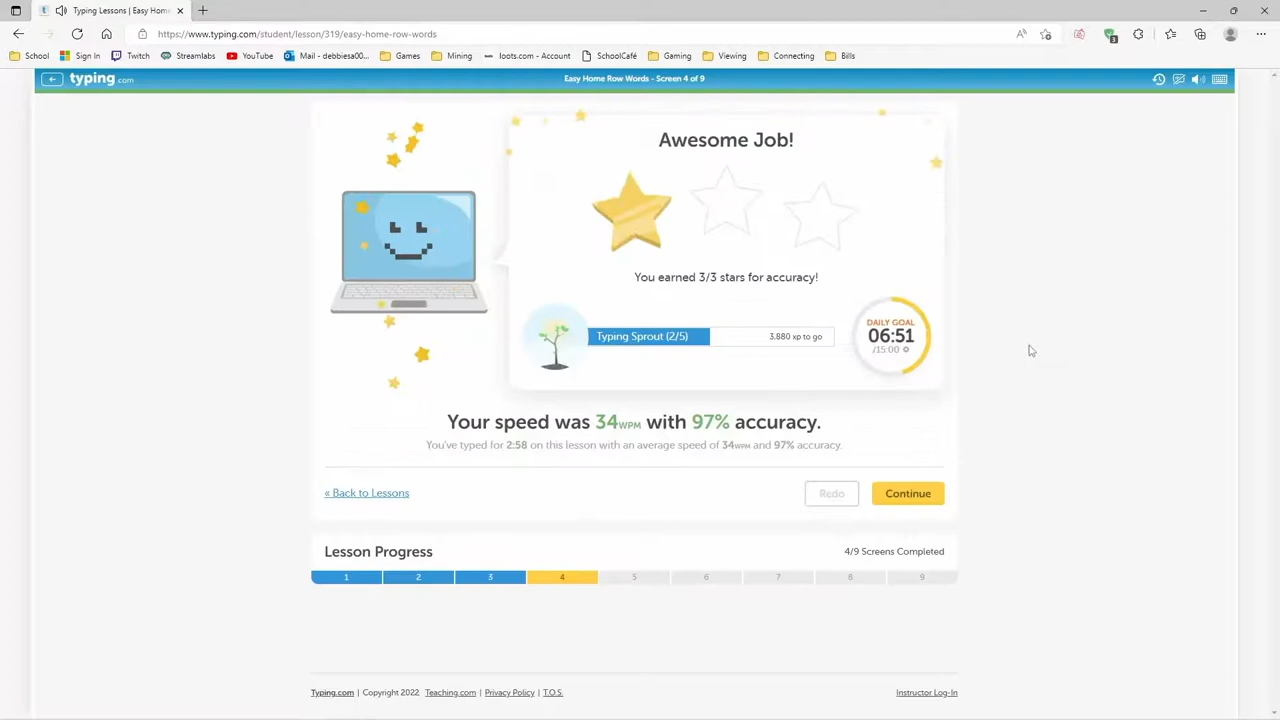 Typing Lessons | Easy Home
https://www.typing.com/student/lesson/319/easy-home-row-words
School Sign In Twitch Streamlabs YouTube Mail - debbiesa00... Games Mining loots.com - Account SchoolCafé Gaming Viewing Connecting Bills
typing.com
Easy Home Row Words - Screen 4 of 9
Awesome Job!
You earned 3/3 stars for accuracy!
Typing Sprout (2/5)
3,880 xp to go
DAILY GOAL
06:51
/15:00
Your speed was 34WPM with 97% accuracy.
You've typed for 2:58 on this lesson with an average speed of 34WPM and 97% accuracy.
« Back to Lessons
Redo
Continue
Lesson Progress
4/9 Screens Completed
1 2 3 4 5 6 7 8 9
Typing.com | Copyright 2022 Teaching.com | Privacy Policy | T.O.S.
Instructor Log-In